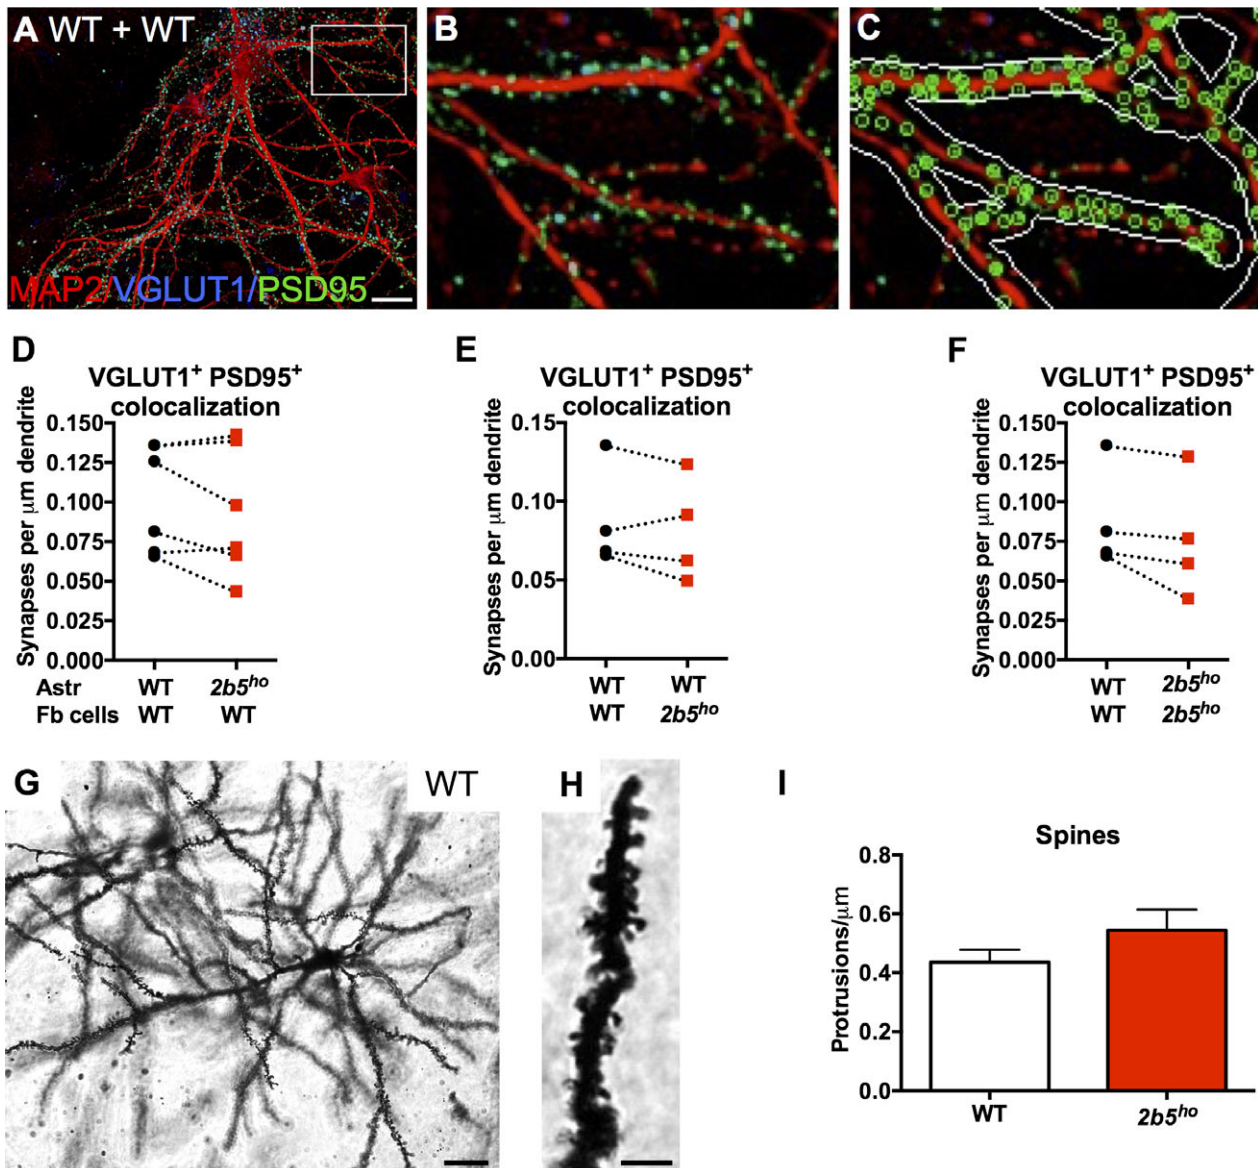 A WT + WT
MAP2/VGLUT1/PSD95
B
C
D
VGLUT1⁺ PSD95⁺
colocalization
Synapses per μm dendrite
0.150
0.125
0.100
0.075
0.050
0.025
0.000
Astr WT 2b5ʰᵒ
Fb cells WT WT
E
VGLUT1⁺ PSD95⁺
colocalization
Synapses per μm dendrite
0.15
0.10
0.05
0.00
WT WT
WT 2b5ʰᵒ
F
VGLUT1⁺ PSD95⁺
colocalization
Synapses per μm dendrite
0.150
0.125
0.100
0.075
0.050
0.025
0.000
WT 2b5ʰᵒ
WT 2b5ʰᵒ
G WT
H
I
Spines
Protrusions/μm
0.8
0.6
0.4
0.2
0.0
WT 2b5ʰᵒ